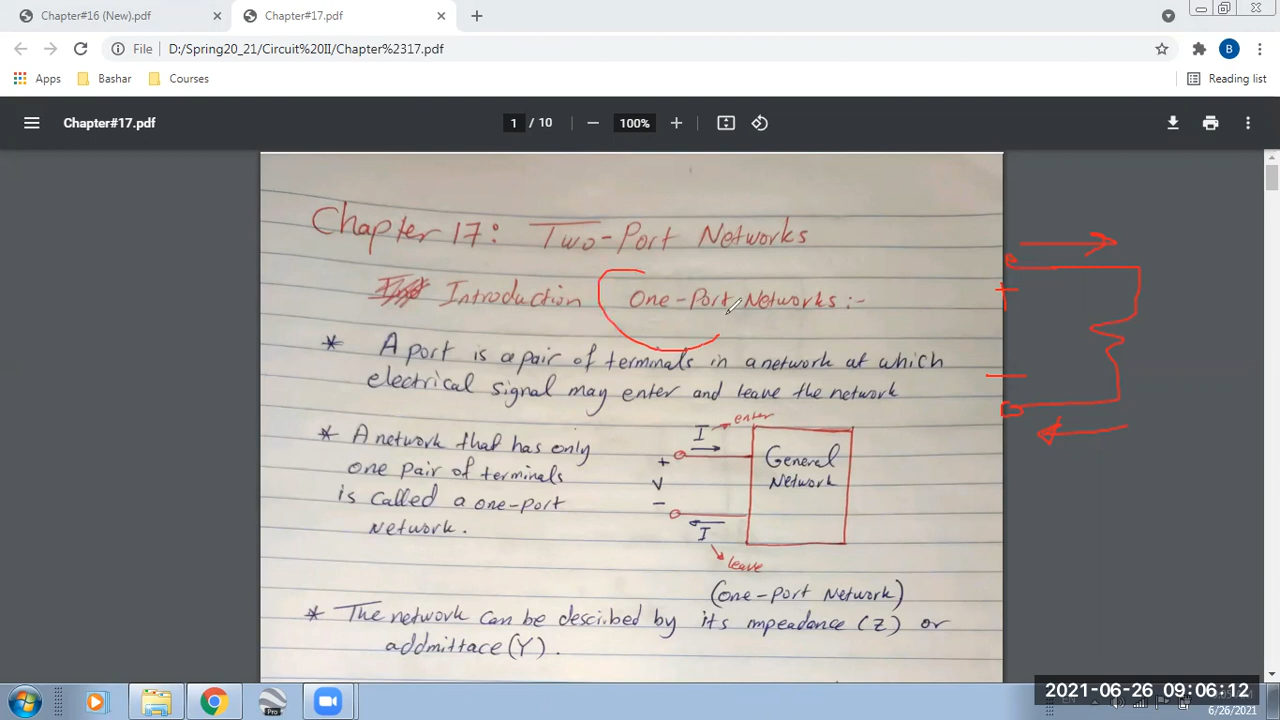 Chapter#16 (New).pdf
Chapter#17.pdf
File D:/Spring20_21/Circuit%20II/Chapter%2317.pdf
B
Apps Bashar Courses Reading list
Chapter#17.pdf 1 / 10 100%
Chapter 17: Two-Port Networks
Introduction One-Port Networks:-
* A port is a pair of terminals in a network at which
electrical signal may enter and leave the network
* A network that has only
one pair of terminals
is called a one-port
network.
I enter
+
V
-
I
leave
General
Network
(One-Port Network)
* The network can be described by its mpeadance (Z) or
addmittace (Y).
+
-
Pro
EN
2021-06-26 09:06:12
6/26/2021